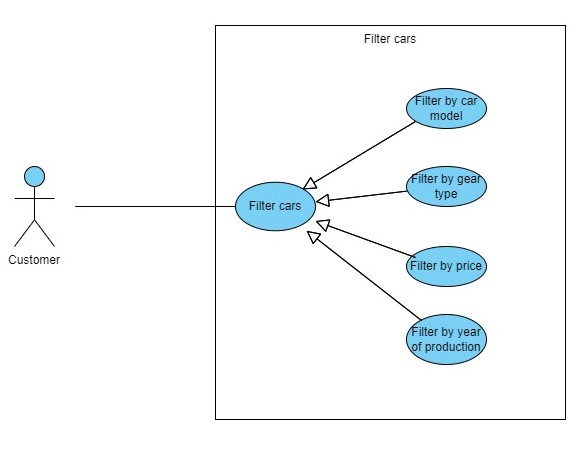 Filter cars
Filter by car
model
Filter by gear
type
Filter cars
Customer
Filter by price
Filter by year
of production